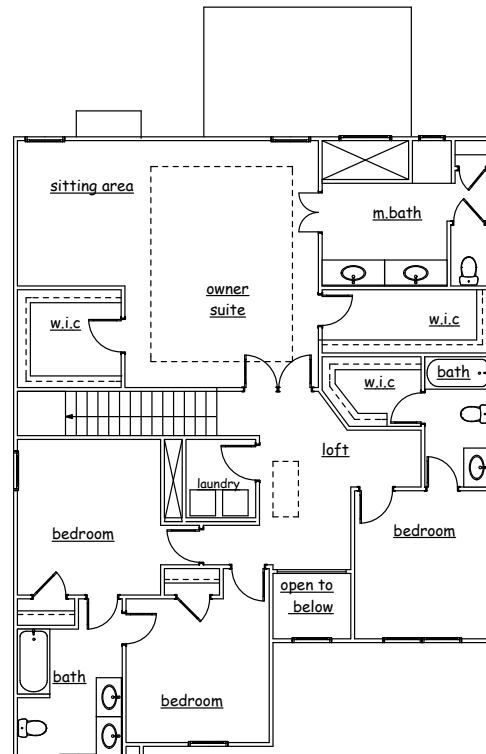 sitting area
m.bath
owner
suite
w.i.c
w.i.c
w.i.c
bath
loft
laundry
bedroom
bedroom
open to
below
bath
bedroom